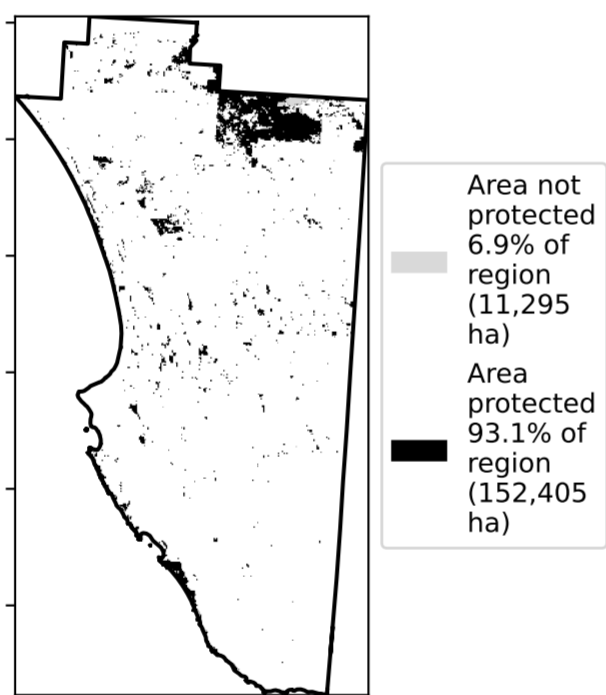 Area not
protected
6.9% of
region
(11,295
ha)
Area
protected
93.1% of
region
(152,405
ha)